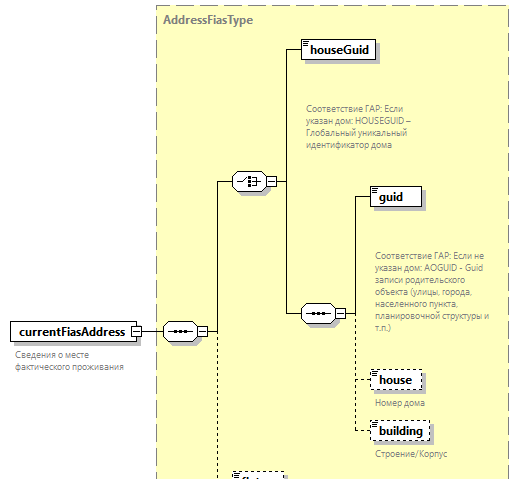 AddressFiasType
houseGuid
Соответствие ГАР: Если
указан дом: HOUSEGUID –
Глобальный уникальный
идентификатор дома
guid
Соответствие ГАР: Если не
указан дом: AOGUID - Guid
записи родительского
объекта (улицы, города,
населенного пункта,
планировочной структуры и
т.п.)
currentFiasAddress
Сведения о месте
фактического проживания
house
Номер дома
building
Строение/Корпус